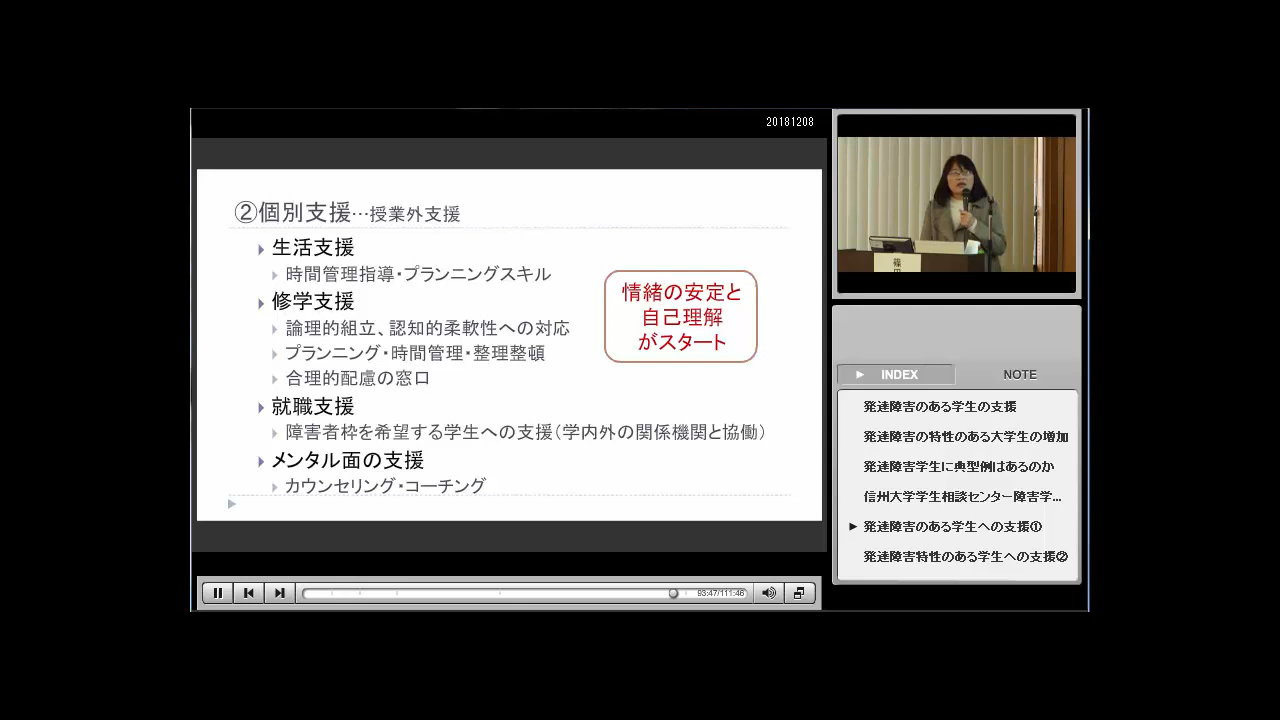 20181208
②個別支援…授業外支援
生活支援
時間管理指導・プランニングスキル
修学支援
論理的組立、認知的柔軟性への対応
プランニング・時間管理・整理整頓
合理的配慮の窓口
就職支援
障害者枠を希望する学生への支援(学内外の関係機関と協働)
メンタル面の支援
カウンセリング・コーチング
情緒の安定と
自己理解
がスタート
93:47/111:46
INDEX
NOTE
発達障害のある学生の支援
発達障害の特性のある大学生の増加
発達障害学生に典型例はあるのか
信州大学学生相談センター障害学...
発達障害のある学生への支援①
発達障害特性のある学生への支援②